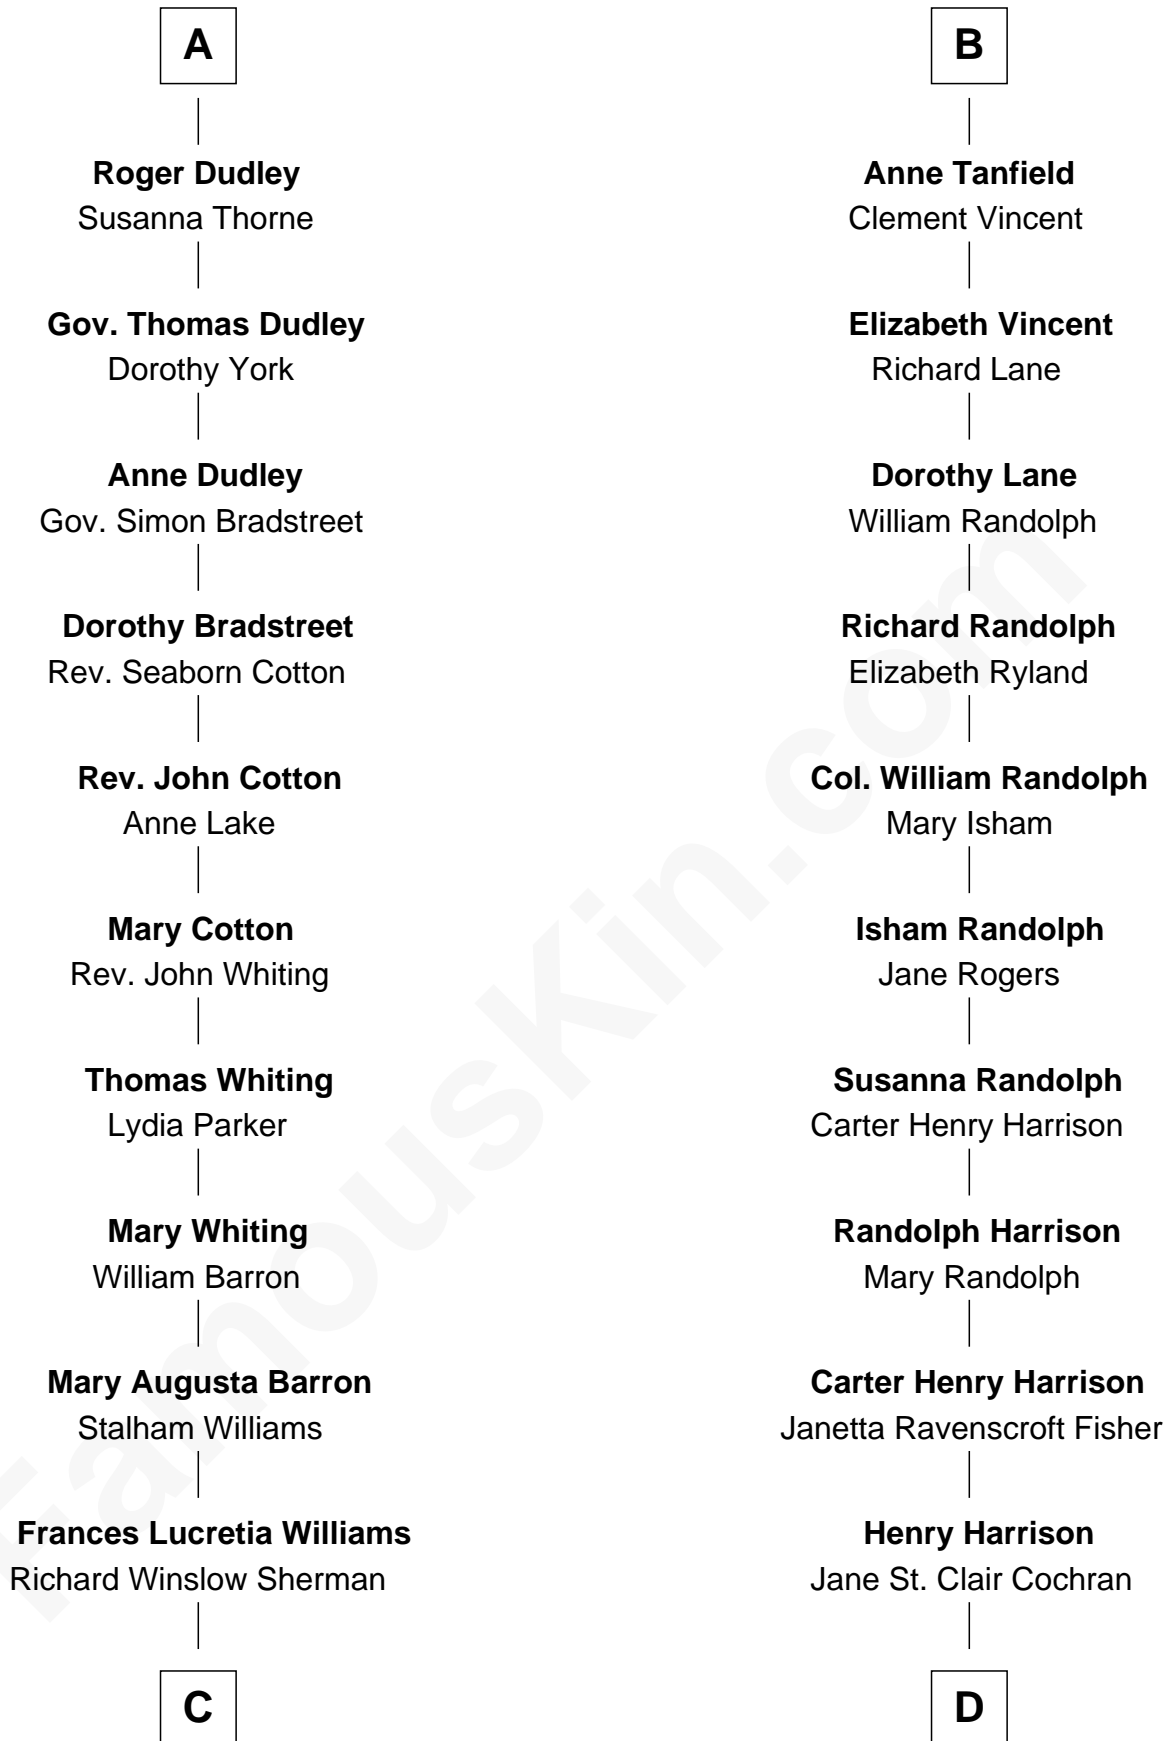 A
Roger Dudley
Susanna Thorne
Gov. Thomas Dudley
Dorothy York
Anne Dudley
Gov. Simon Bradstreet
Dorothy Bradstreet
Rev. Seaborn Cotton
Rev. John Cotton
Anne Lake
Mary Cotton
Rev. John Whiting
Thomas Whiting
Lydia Parker
Mary Whiting
William Barron
Mary Augusta Barron
Stalham Williams
Frances Lucretia Williams
Richard Winslow Sherman
C
B
Anne Tanfield
Clement Vincent
Elizabeth Vincent
Richard Lane
Dorothy Lane
William Randolph
Richard Randolph
Elizabeth Ryland
Col. William Randolph
Mary Isham
Isham Randolph
Jane Rogers
Susanna Randolph
Carter Henry Harrison
Randolph Harrison
Mary Randolph
Carter Henry Harrison
Janetta Ravenscroft Fisher
Henry Harrison
Jane St. Clair Cochran
D
FamousKin.com